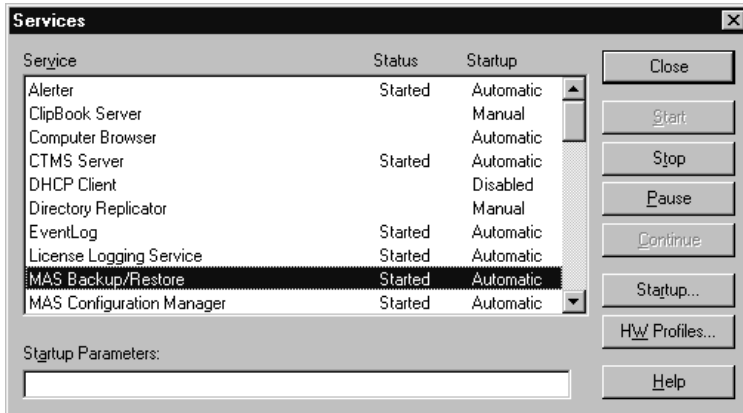 Services
Service Status Startup
Alerter Started Automatic
ClipBook Server Manual
Computer Browser Automatic
CTMS Server Started Automatic
DHCP Client Disabled
Directory Replicator Manual
EventLog Started Automatic
License Logging Service Started Automatic
MAS Backup/Restore Started Automatic
MAS Configuration Manager Started Automatic
Startup Parameters:
Close
Start
Stop
Pause
Continue
Startup...
HW Profiles...
Help